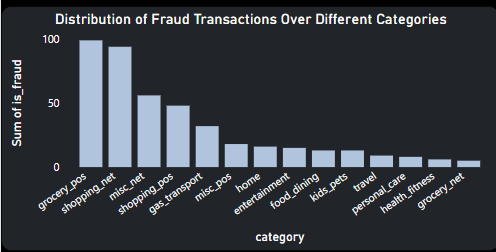 Distribution of Fraud Transactions Over Different Categories
Sum of is_fraud
100
50
0
grocery_pos
shopping_net
misc_net
shopping_pos
gas_transport
misc_pos
home
entertainment
food_dining
kids_pets
travel
personal_care
health_fitness
grocery_net
category